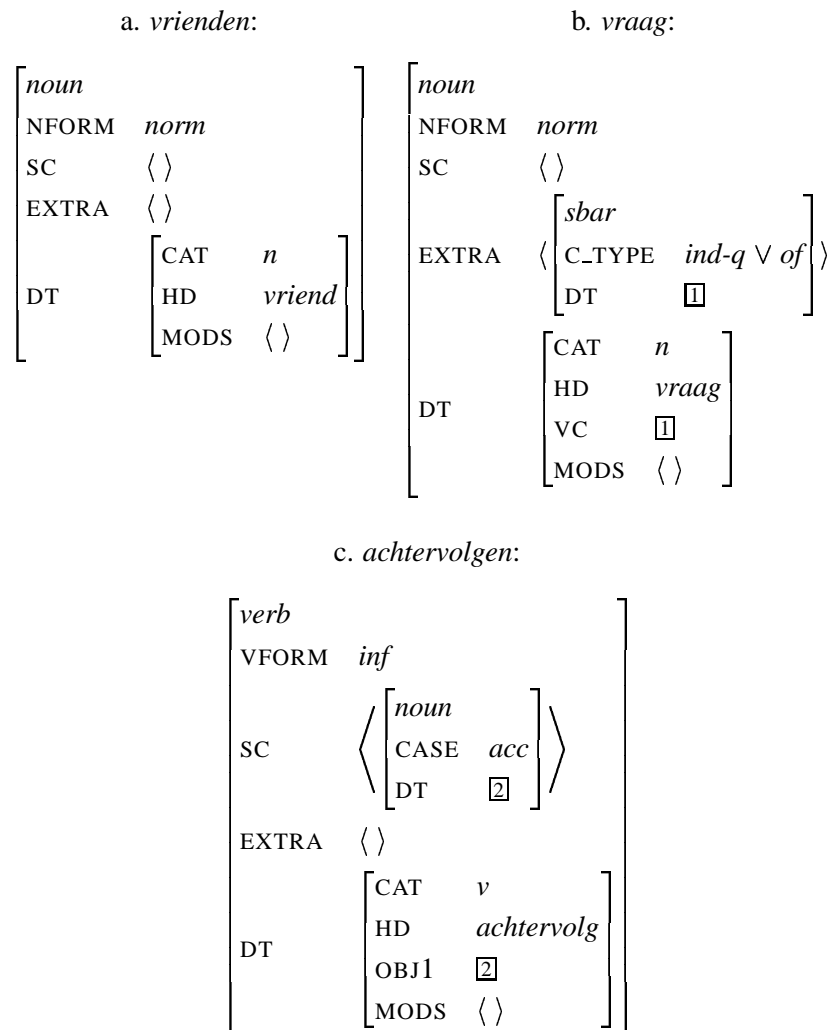 a. vrienden:
noun
NFORM norm
SC ⟨ ⟩
EXTRA ⟨ ⟩
DT [CAT n
HD vriend
MODS ⟨ ⟩]
b. vraag:
noun
NFORM norm
SC ⟨ ⟩
EXTRA ⟨ [sbar
C_TYPE ind-q ∨ of
DT 1] ⟩
DT [CAT n
HD vraag
VC 1
MODS ⟨ ⟩]
c. achtervolgen:
verb
VFORM inf
SC ⟨ [noun
CASE acc
DT 2] ⟩
EXTRA ⟨ ⟩
DT [CAT v
HD achtervolg
OBJ1 2
MODS ⟨ ⟩]